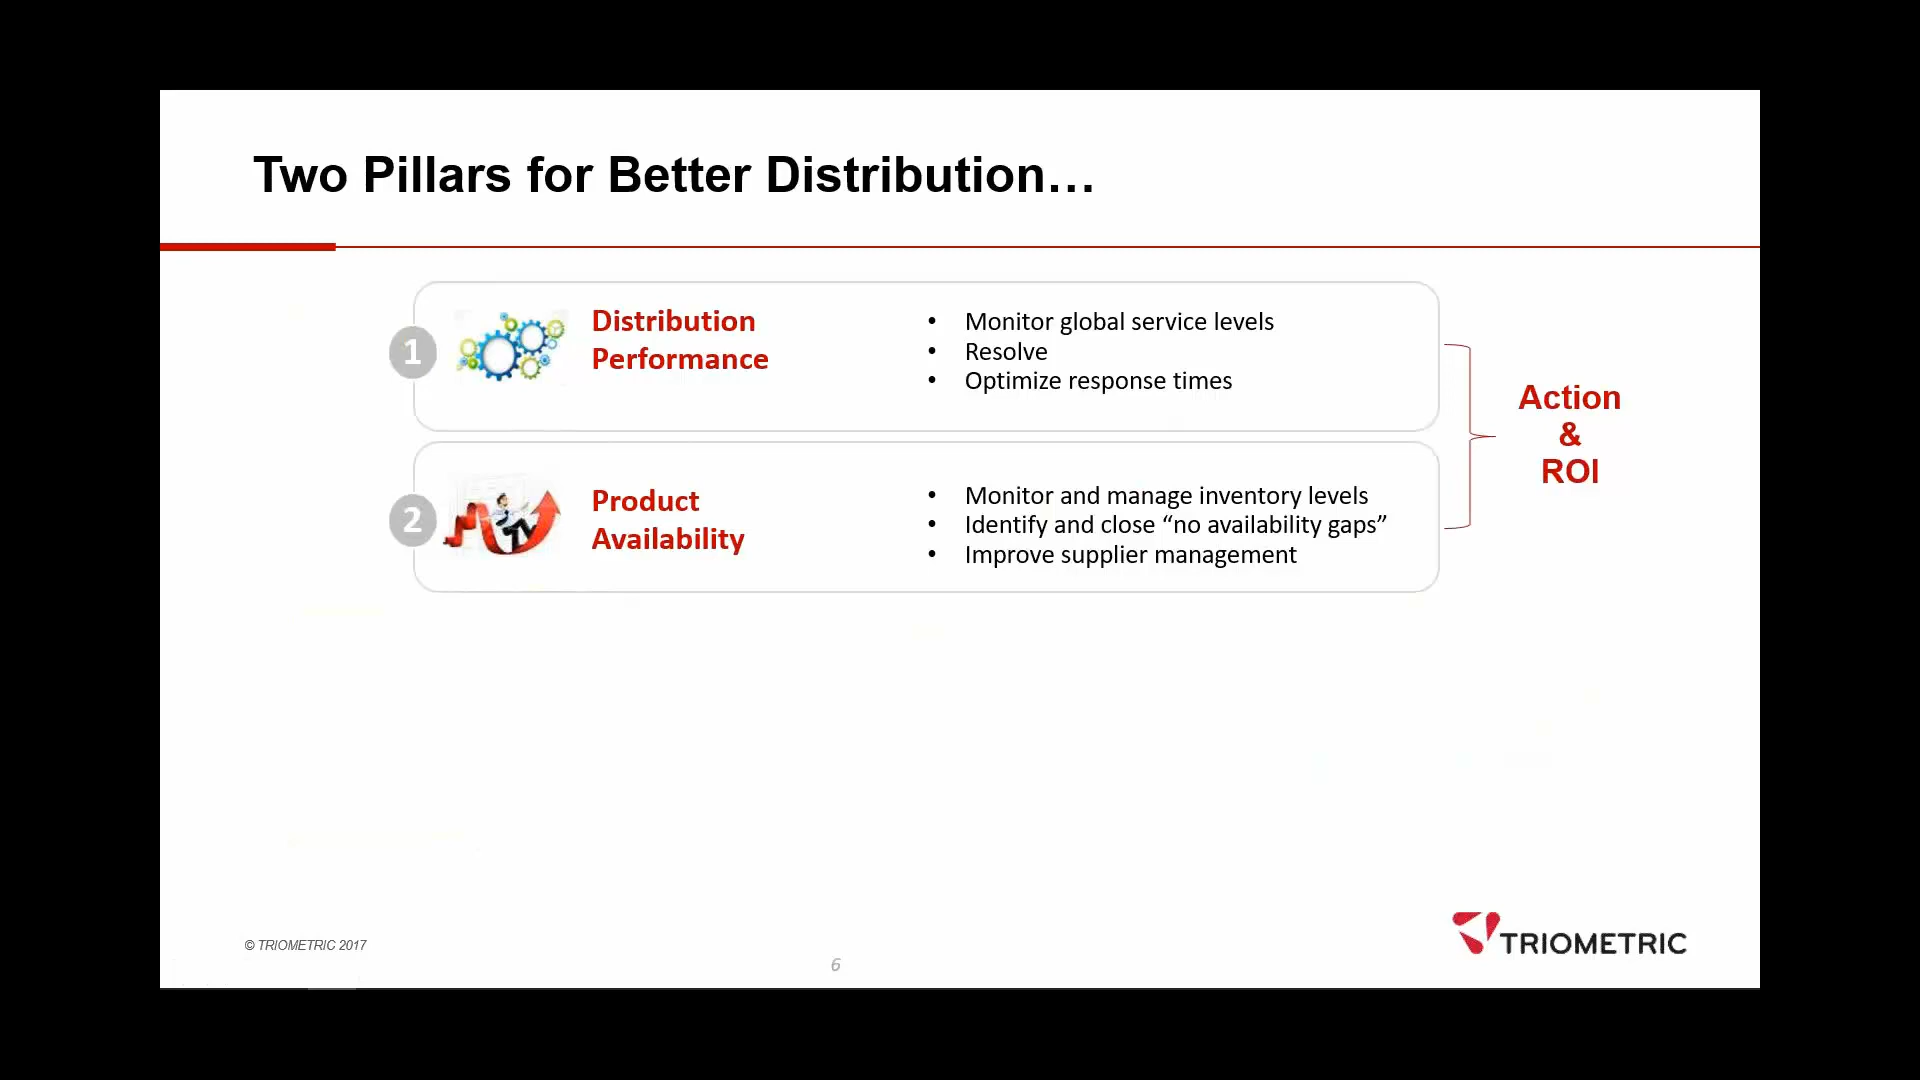 Two Pillars for Better Distribution…
1
Distribution
Performance
• Monitor global service levels
• Resolve
• Optimize response times
2
Product
Availability
• Monitor and manage inventory levels
• Identify and close “no availability gaps”
• Improve supplier management
Action
&
ROI
© TRIOMETRIC 2017
6
TRIOMETRIC